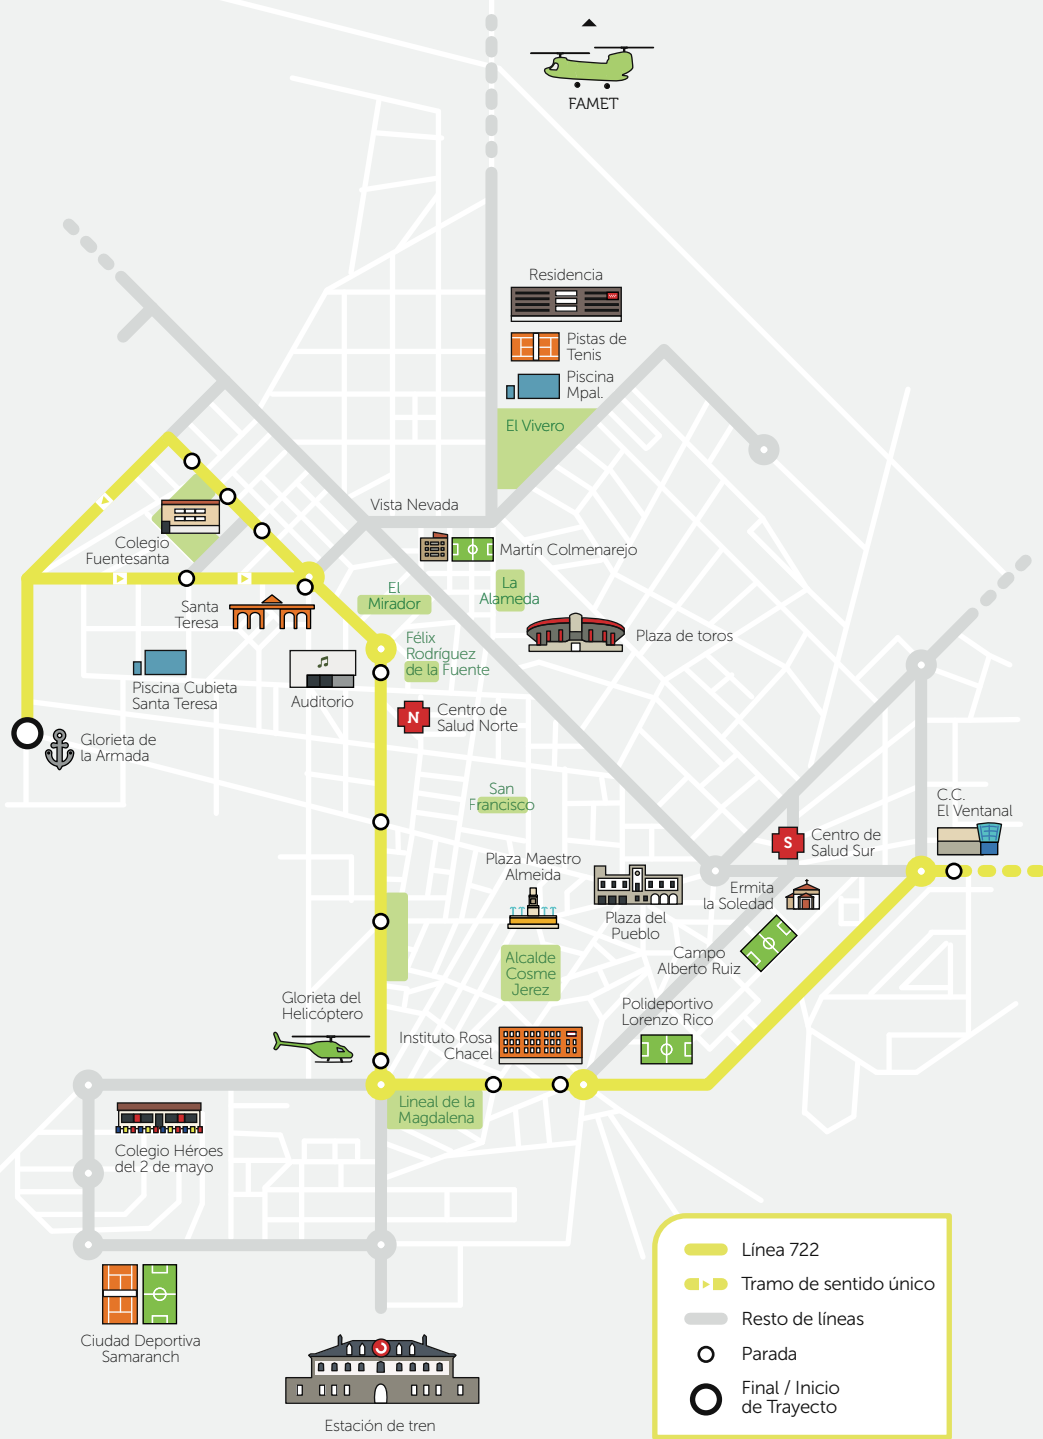 FAMET
Residencia
Pistas de
Tenis
Piscina
Mpal.
El Vivero
Vista Nevada
Colegio
Fuentesanta
Martín Colmenarejo
El
Mirador
La
Alameda
Santa
Teresa
Félix
Rodríguez
de la Fuente
Plaza de toros
Piscina Cubieta
Santa Teresa
Auditorio
N
Centro de
Salud Norte
Glorieta de
la Armada
San
Francisco
C.C.
El Ventanal
S
Centro de
Salud Sur
Plaza Maestro
Almeida
Ermita
la Soledad
Plaza del
Pueblo
Campo
Alberto Ruiz
Alcalde
Cosme
Jerez
Glorieta del
Helicóptero
Instituto Rosa
Chacel
Polideportivo
Lorenzo Rico
Lineal de la
Magdalena
Colegio Héroes
del 2 de mayo
Ciudad Deportiva
Samaranch
Estación de tren
Línea 722
Tramo de sentido único
Resto de líneas
Parada
Final / Inicio
de Trayecto